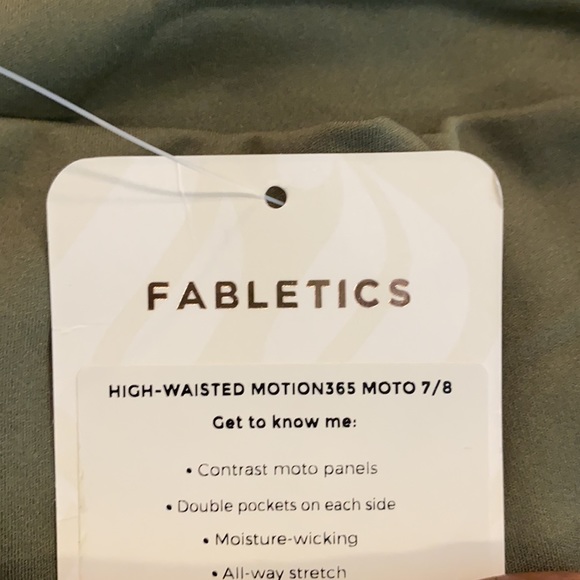 FABLETICS
HIGH-WAISTED MOTION365 MOTO 7/8
Get to know me:
• Contrast moto panels
• Double pockets on each side
• Moisture-wicking
• All-way stretch